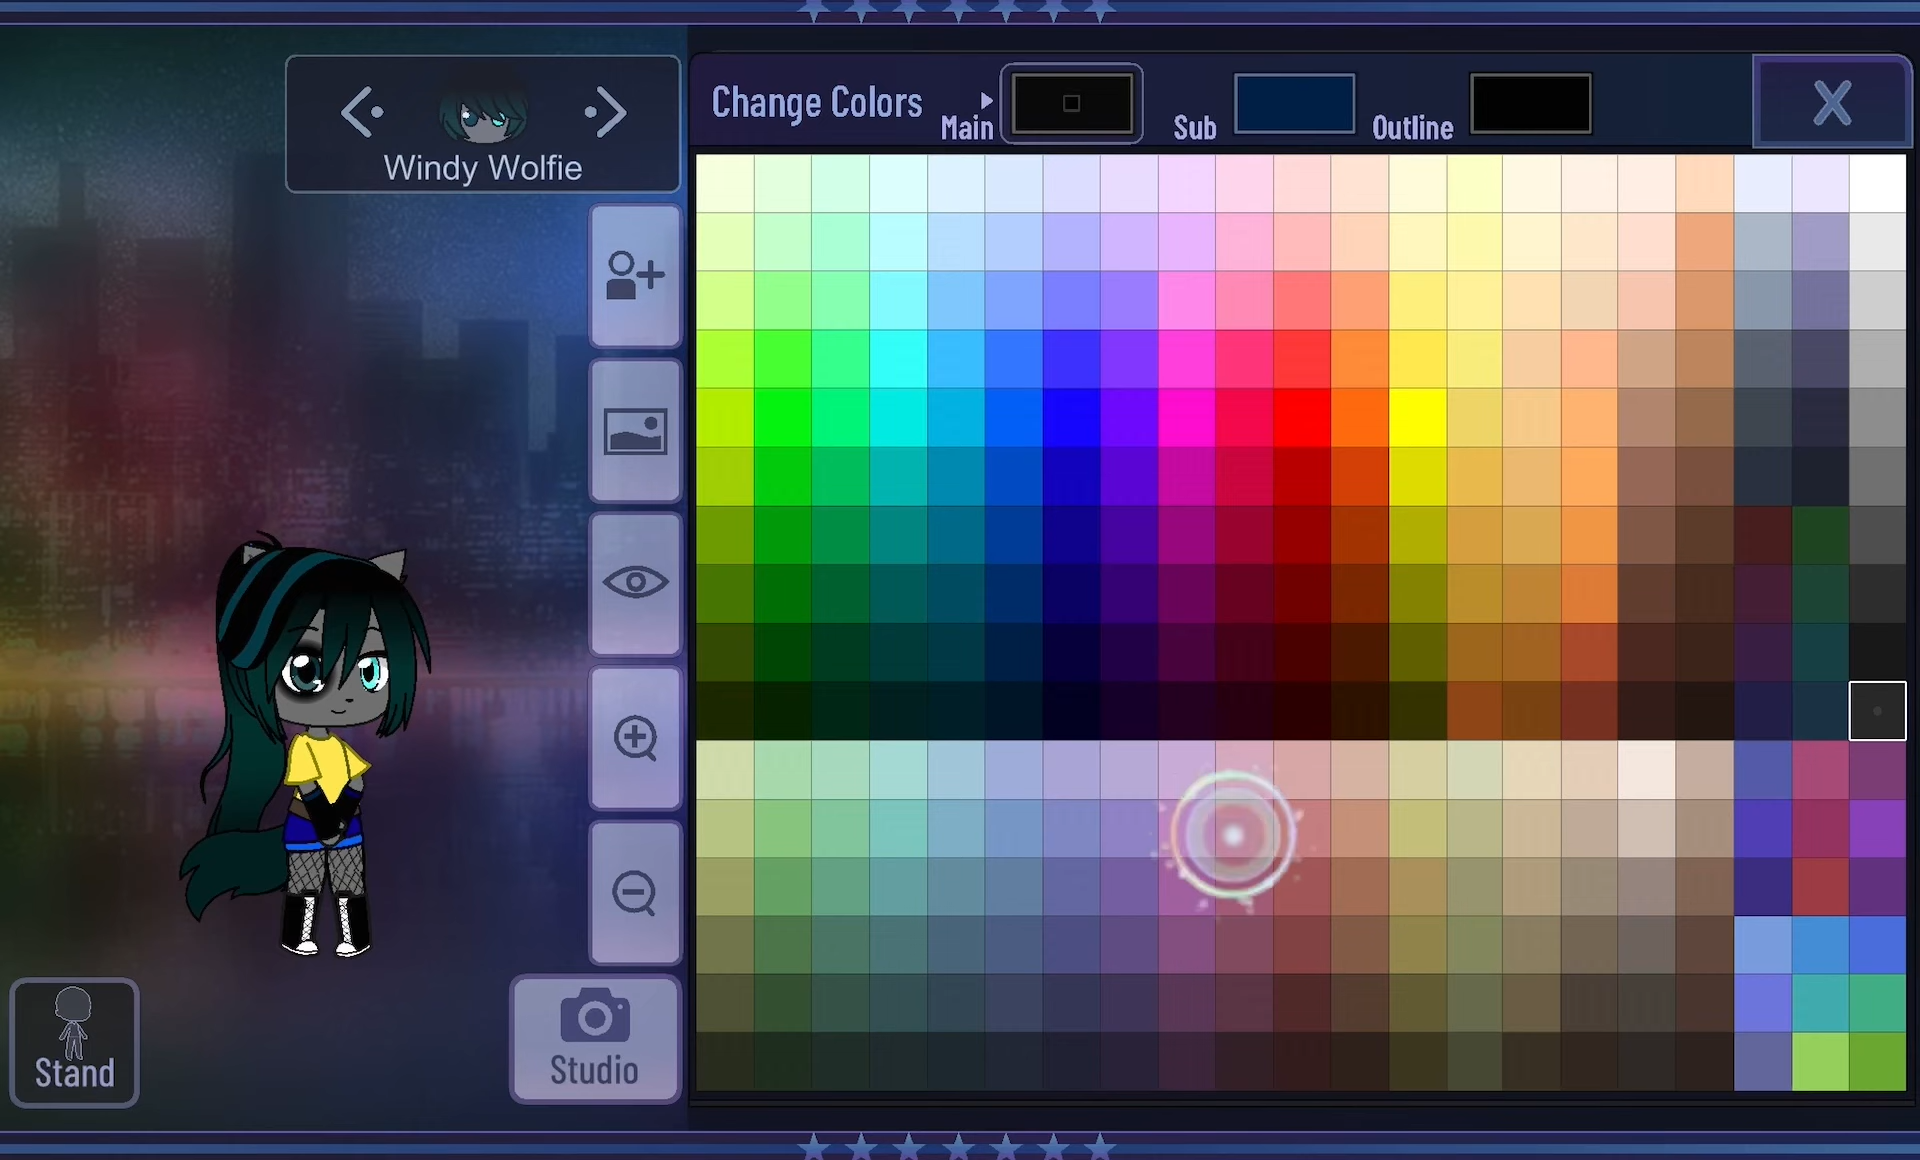 Windy Wolfie
Change Colors
Main
Sub
Outline
X
Stand
Studio